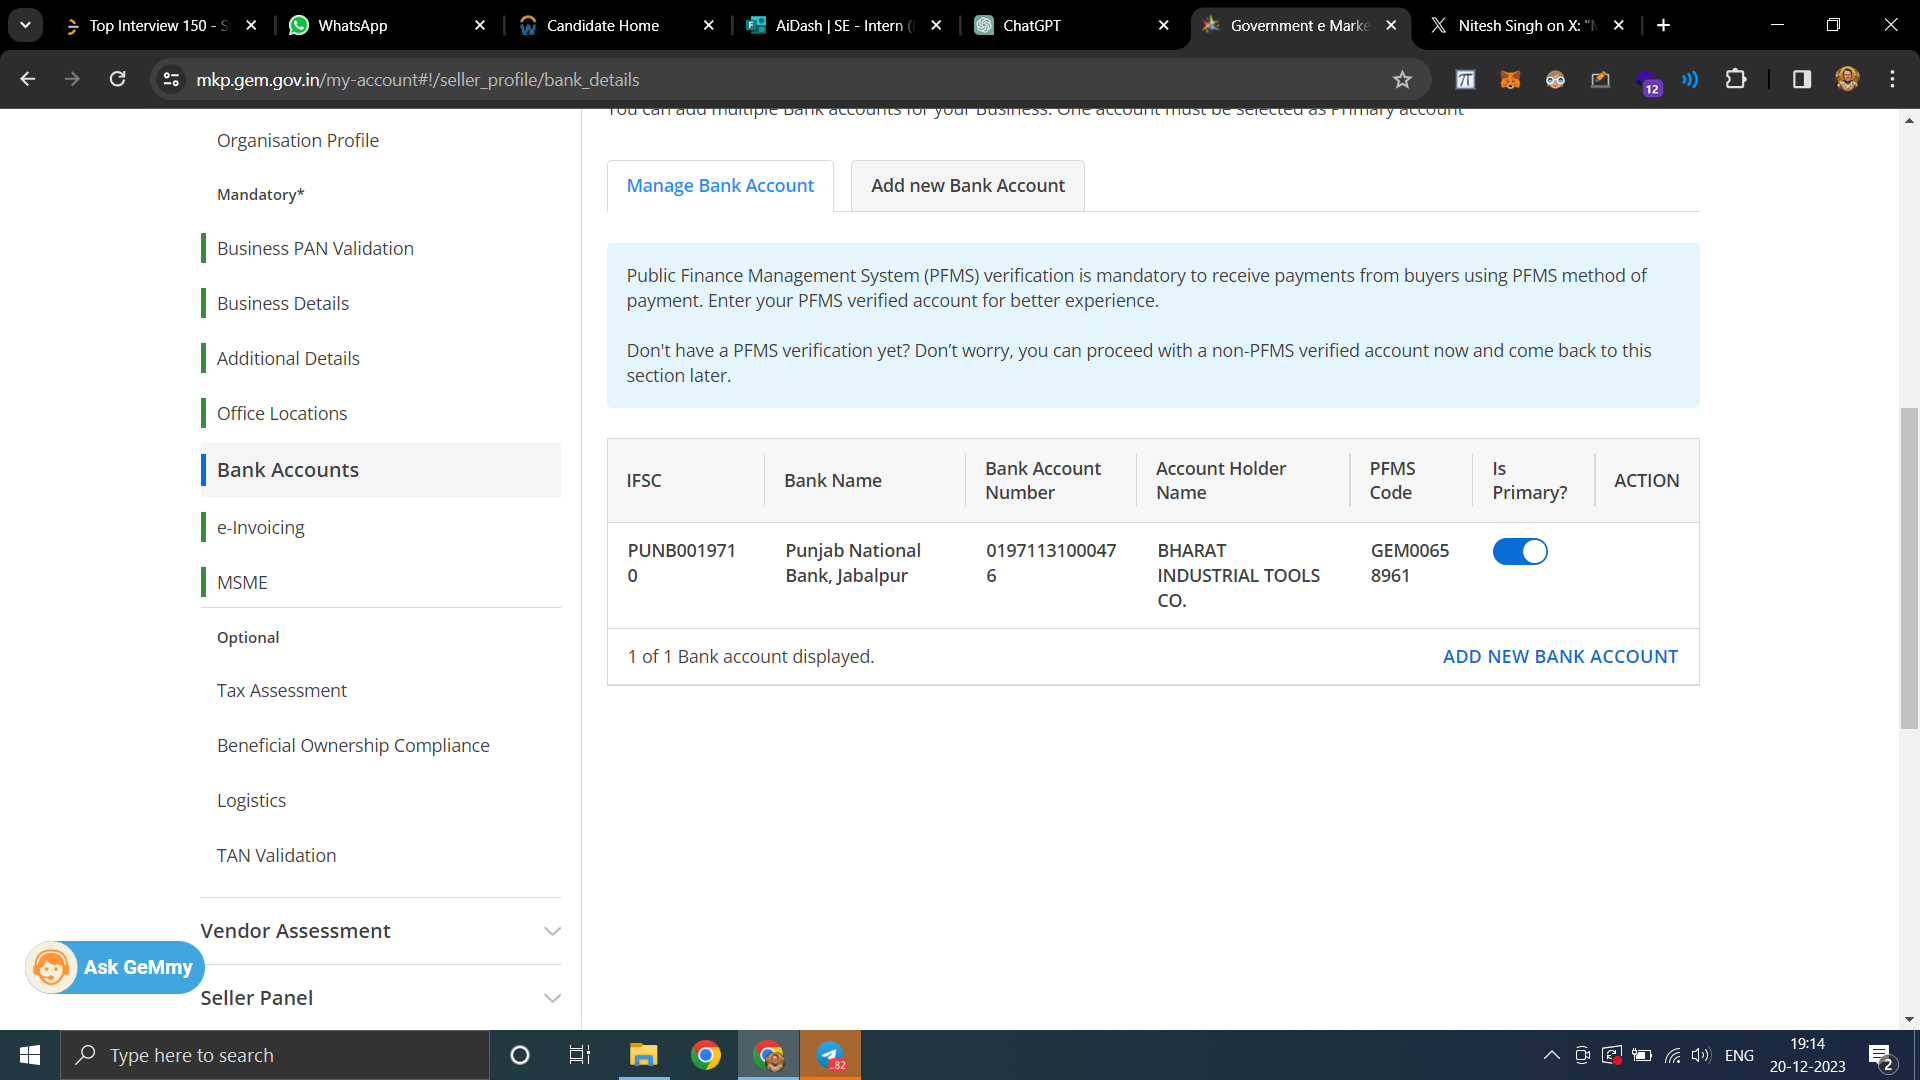 Top Interview 150 - S
WhatsApp
Candidate Home
AiDash | SE - Intern (
ChatGPT
Government e Marke
Nitesh Singh on X: "N
mkp.gem.gov.in/my-account#!/seller_profile/bank_details
12
You can add multiple Bank accounts for your Business. One account must be selected as Primary account
Organisation Profile
Mandatory*
Business PAN Validation
Business Details
Additional Details
Office Locations
Bank Accounts
e-Invoicing
MSME
Optional
Tax Assessment
Beneficial Ownership Compliance
Logistics
TAN Validation
Vendor Assessment
Seller Panel
Ask GeMmy
Manage Bank Account
Add new Bank Account
Public Finance Management System (PFMS) verification is mandatory to receive payments from buyers using PFMS method of
payment. Enter your PFMS verified account for better experience.
Don't have a PFMS verification yet? Don’t worry, you can proceed with a non-PFMS verified account now and come back to this
section later.
IFSC
Bank Name
Bank Account
Number
Account Holder
Name
PFMS
Code
Is
Primary?
ACTION
PUNB001971
0
Punjab National
Bank, Jabalpur
0197113100047
6
BHARAT
INDUSTRIAL TOOLS
CO.
GEM0065
8961
1 of 1 Bank account displayed.
ADD NEW BANK ACCOUNT
Type here to search
..82
ENG
19:14
20-12-2023
2